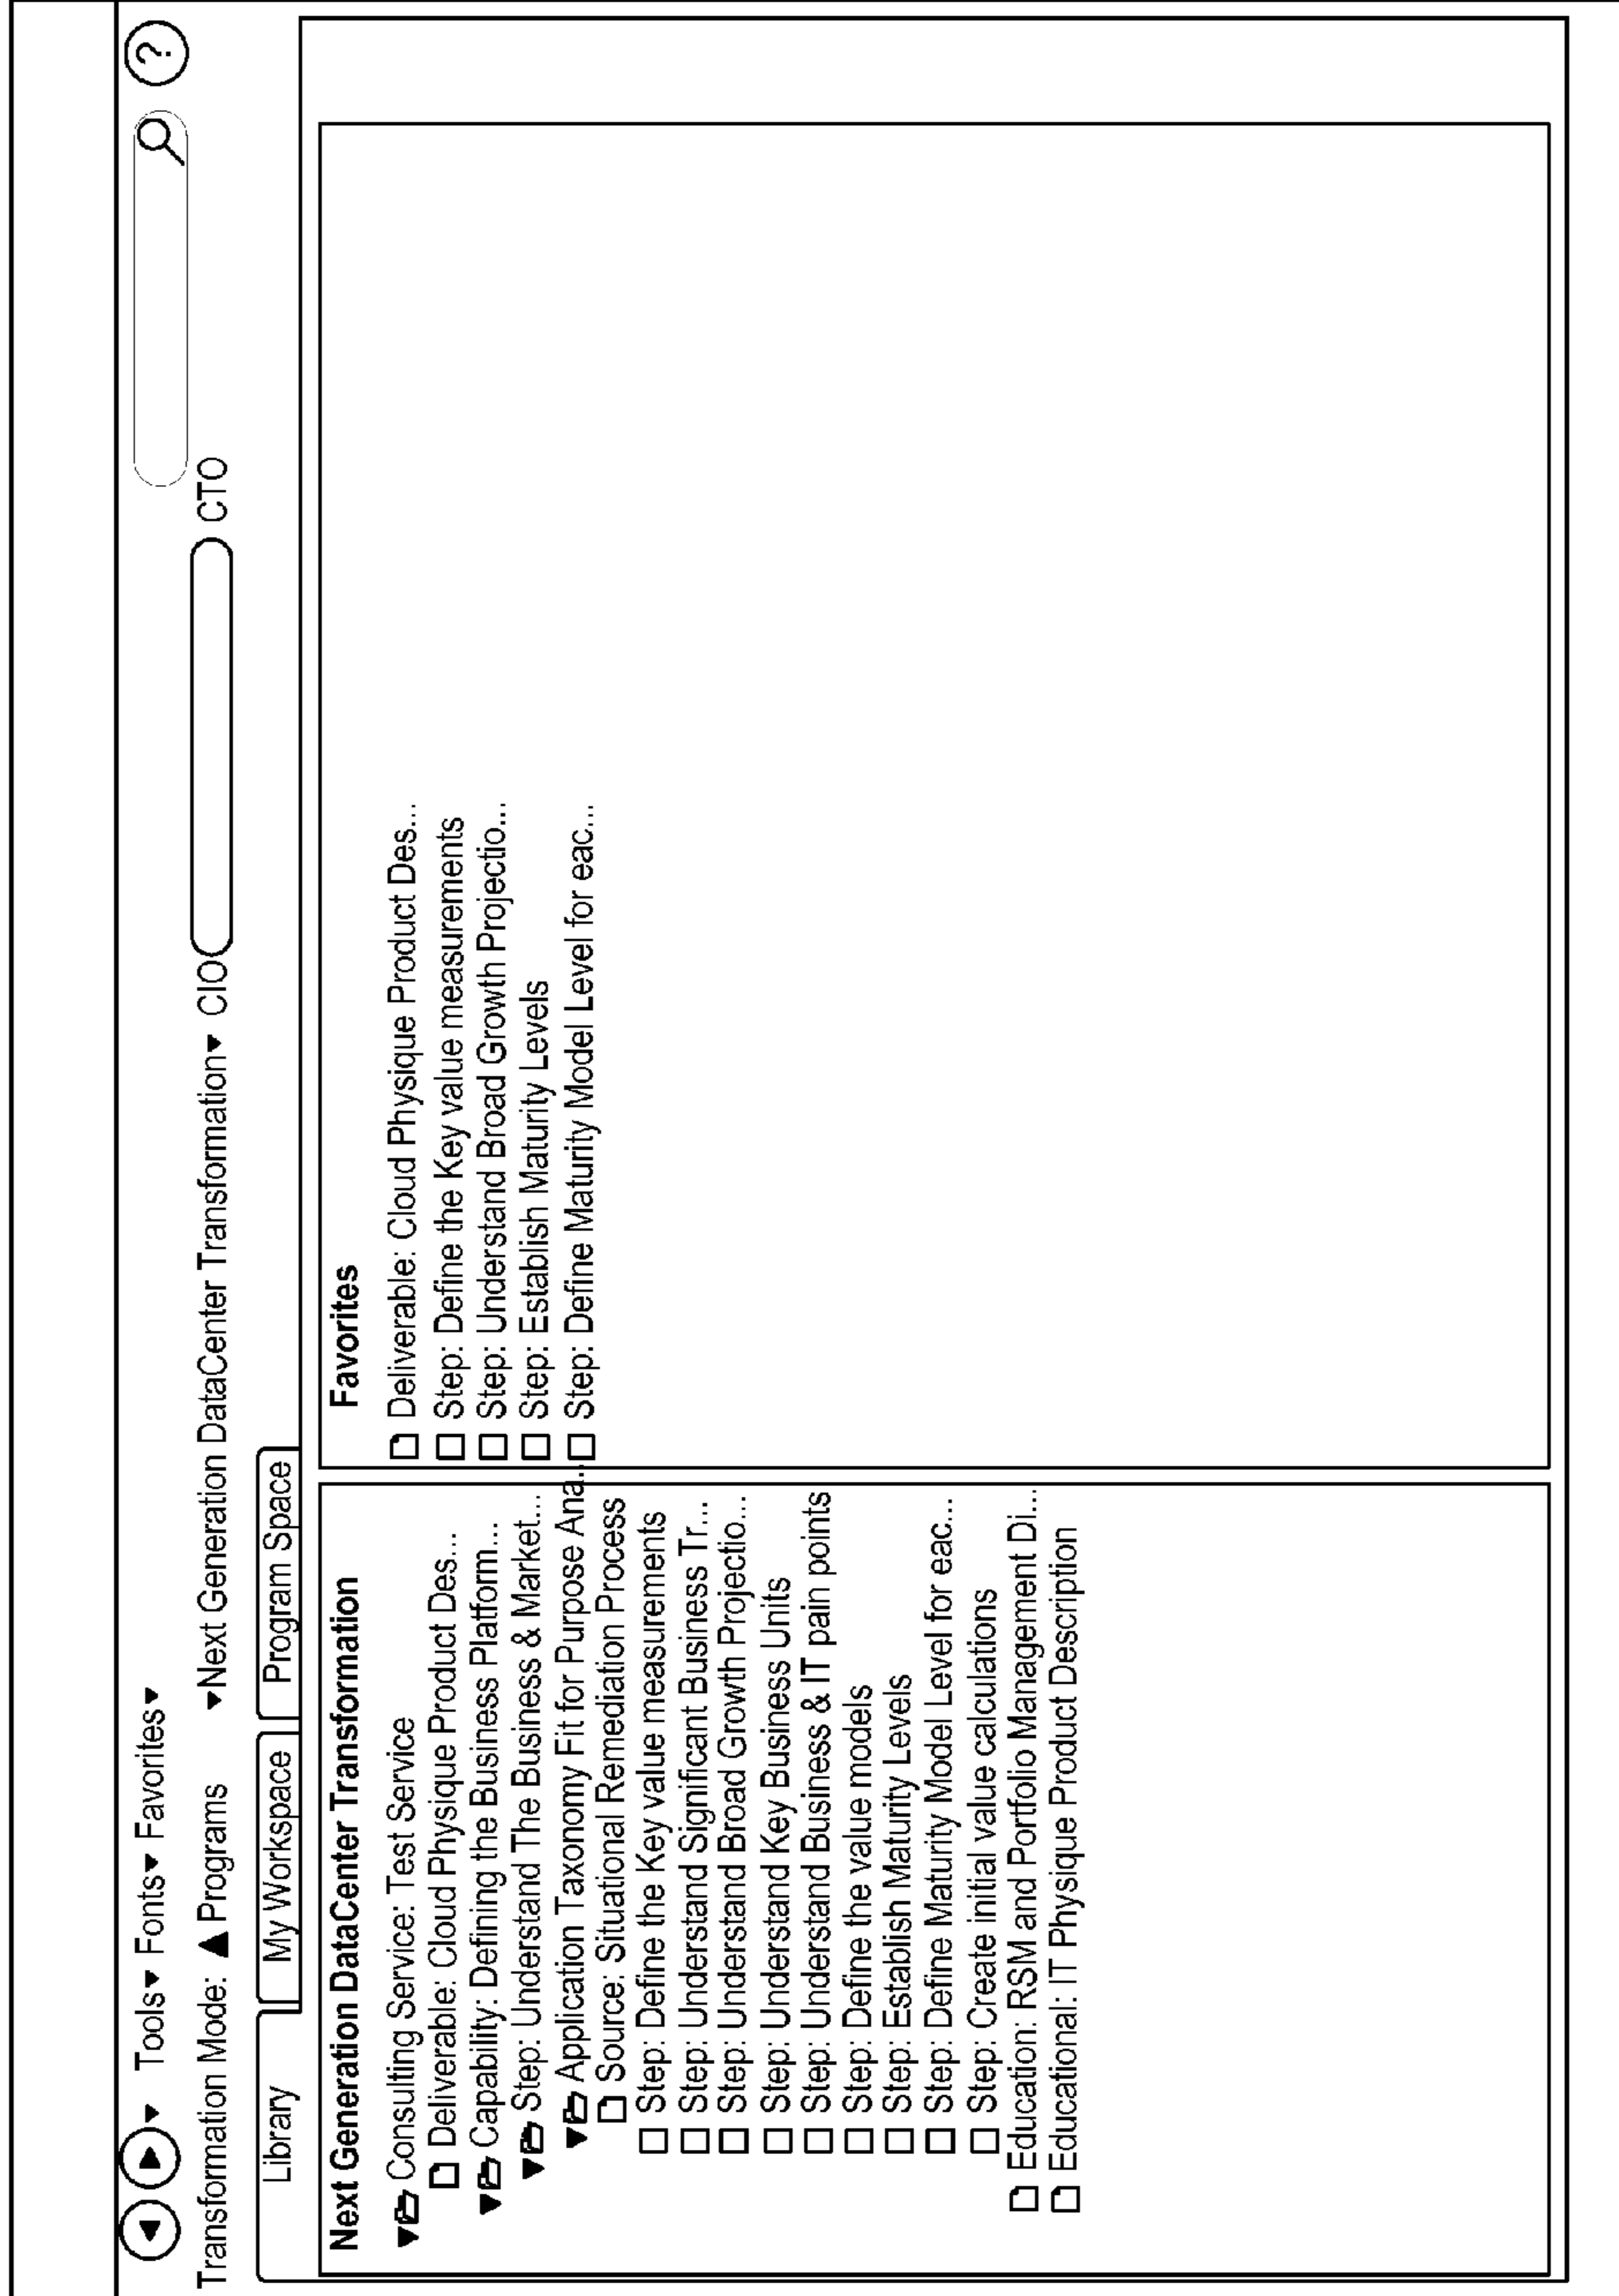 Tools Fonts Favorites ?
Transformation Mode: Programs Next Generation DataCenter Transformation CIO CTO
Library My Workspace Program Space
Next Generation DataCenter Transformation
Consulting Service: Test Service
Deliverable: Cloud Physique Product Des...
Capability: Defining the Business Platform...
Step: Understand The Business & Market...
Application Taxonomy Fit for Purpose Ana...
Source: Situational Remediation Process
Step: Define the Key value measurements
Step: Understand Significant Business Tr...
Step: Understand Broad Growth Projectio...
Step: Understand Key Business Units
Step: Understand Business & IT pain points
Step: Define the value models
Step: Establish Maturity Levels
Step: Define Maturity Model Level for eac...
Step: Create initial value calculations
Education: RSM and Portfolio Management Di...
Educational: IT Physique Product Description
Favorites
Deliverable: Cloud Physique Product Des...
Step: Define the Key value measurements
Step: Understand Broad Growth Projectio...
Step: Establish Maturity Levels
Step: Define Maturity Model Level for eac...